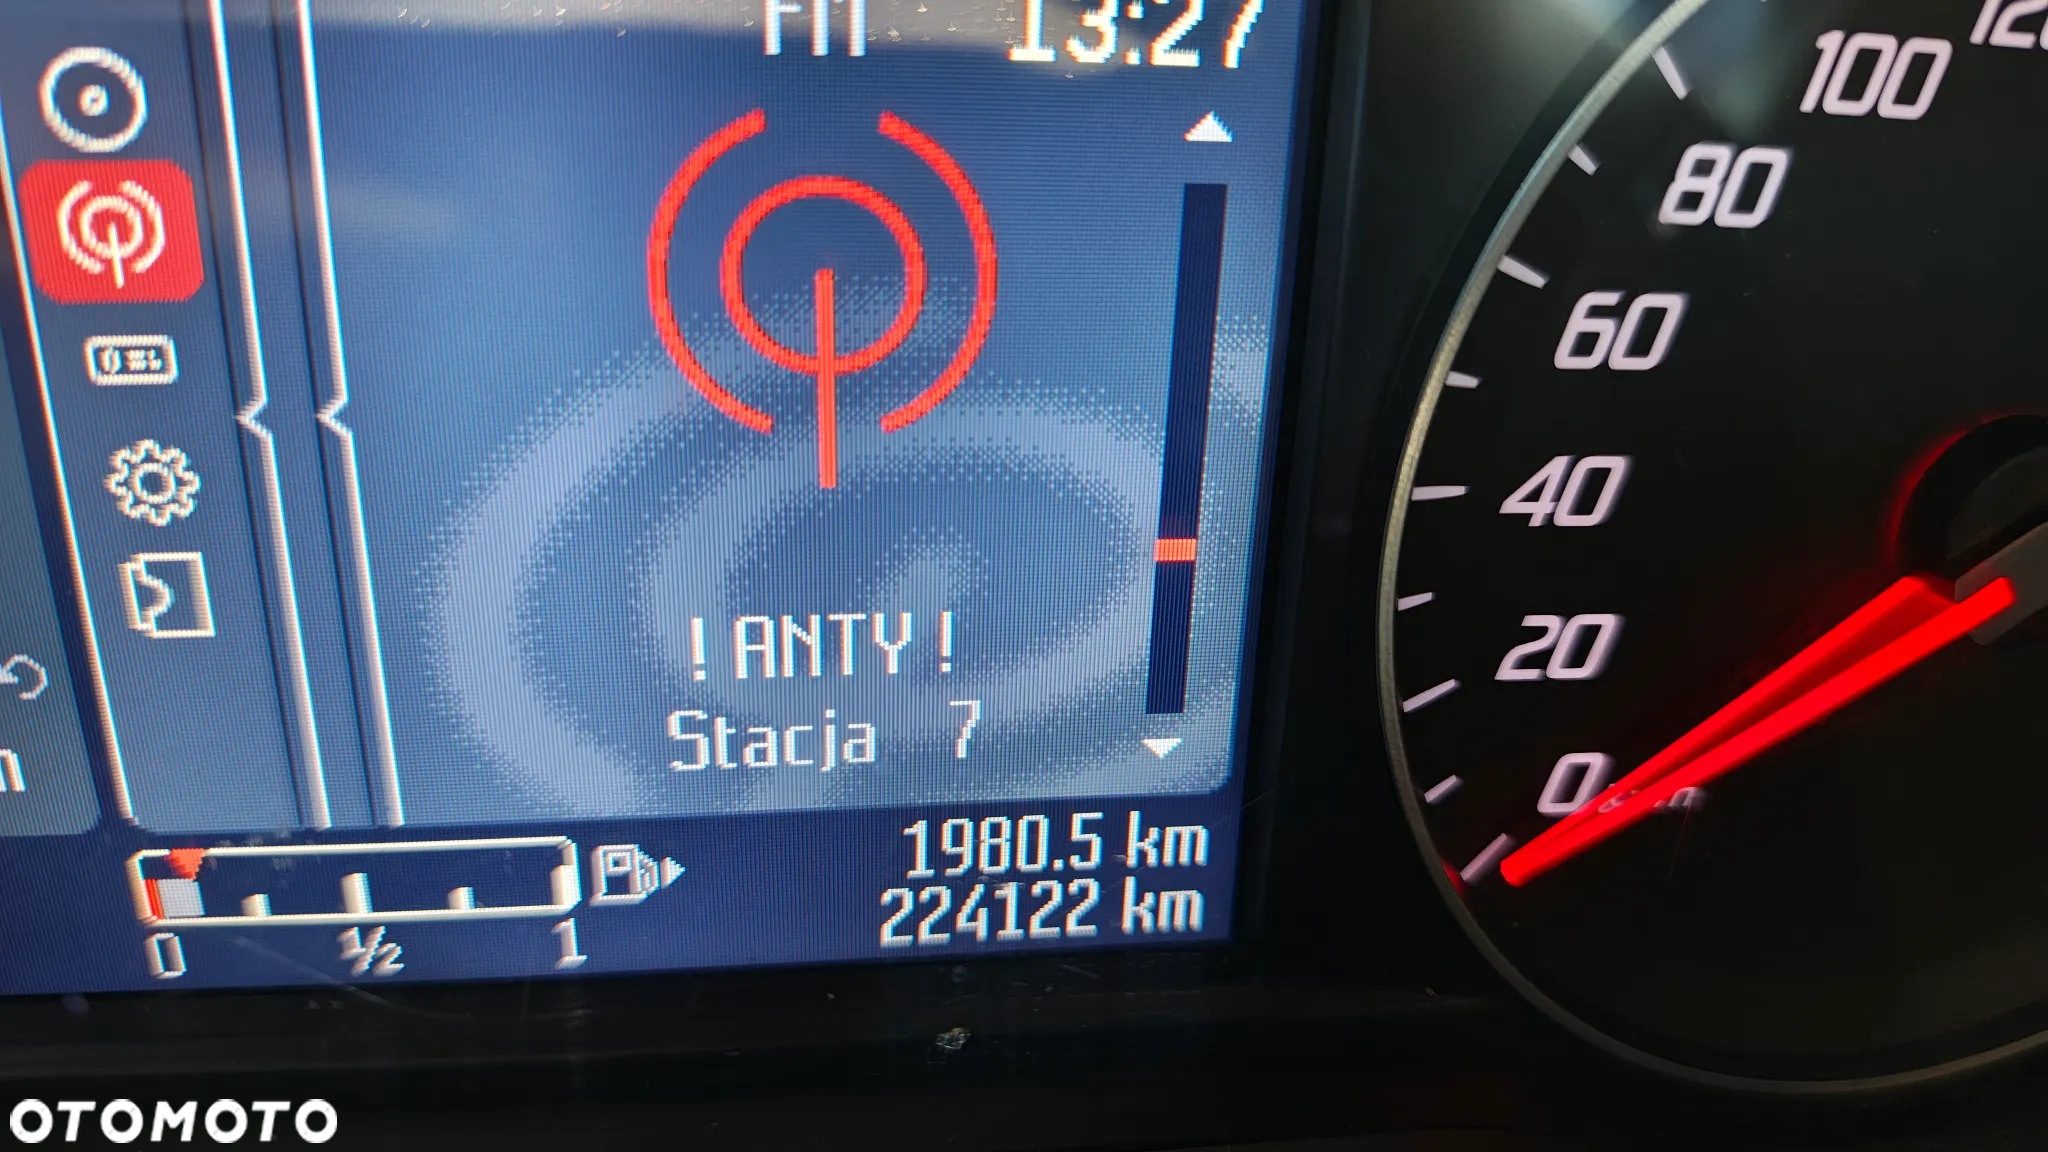 FM 13:27
! ANTY !
Stacja 7
1980.5 km
224122 km
0 1/2 1
120
100
80
60
40
20
0
OTOMOTO